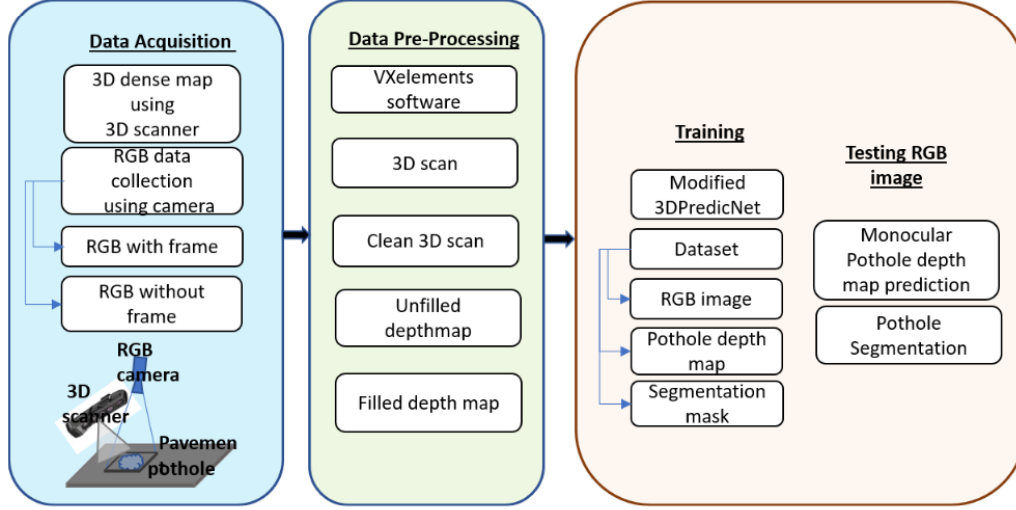 Data Acquisition
3D dense map
using
3D scanner
RGB data
collection
using camera
RGB with frame
RGB without
frame
RGB
camera
3D
scanner
Pavemen
pothole
Data Pre-Processing
VXelements
software
3D scan
Clean 3D scan
Unfilled
depthmap
Filled depth map
Training
Modified
3DPredicNet
Dataset
RGB image
Pothole depth
map
Segmentation
mask
Testing RGB
image
Monocular
Pothole depth
map prediction
Pothole
Segmentation